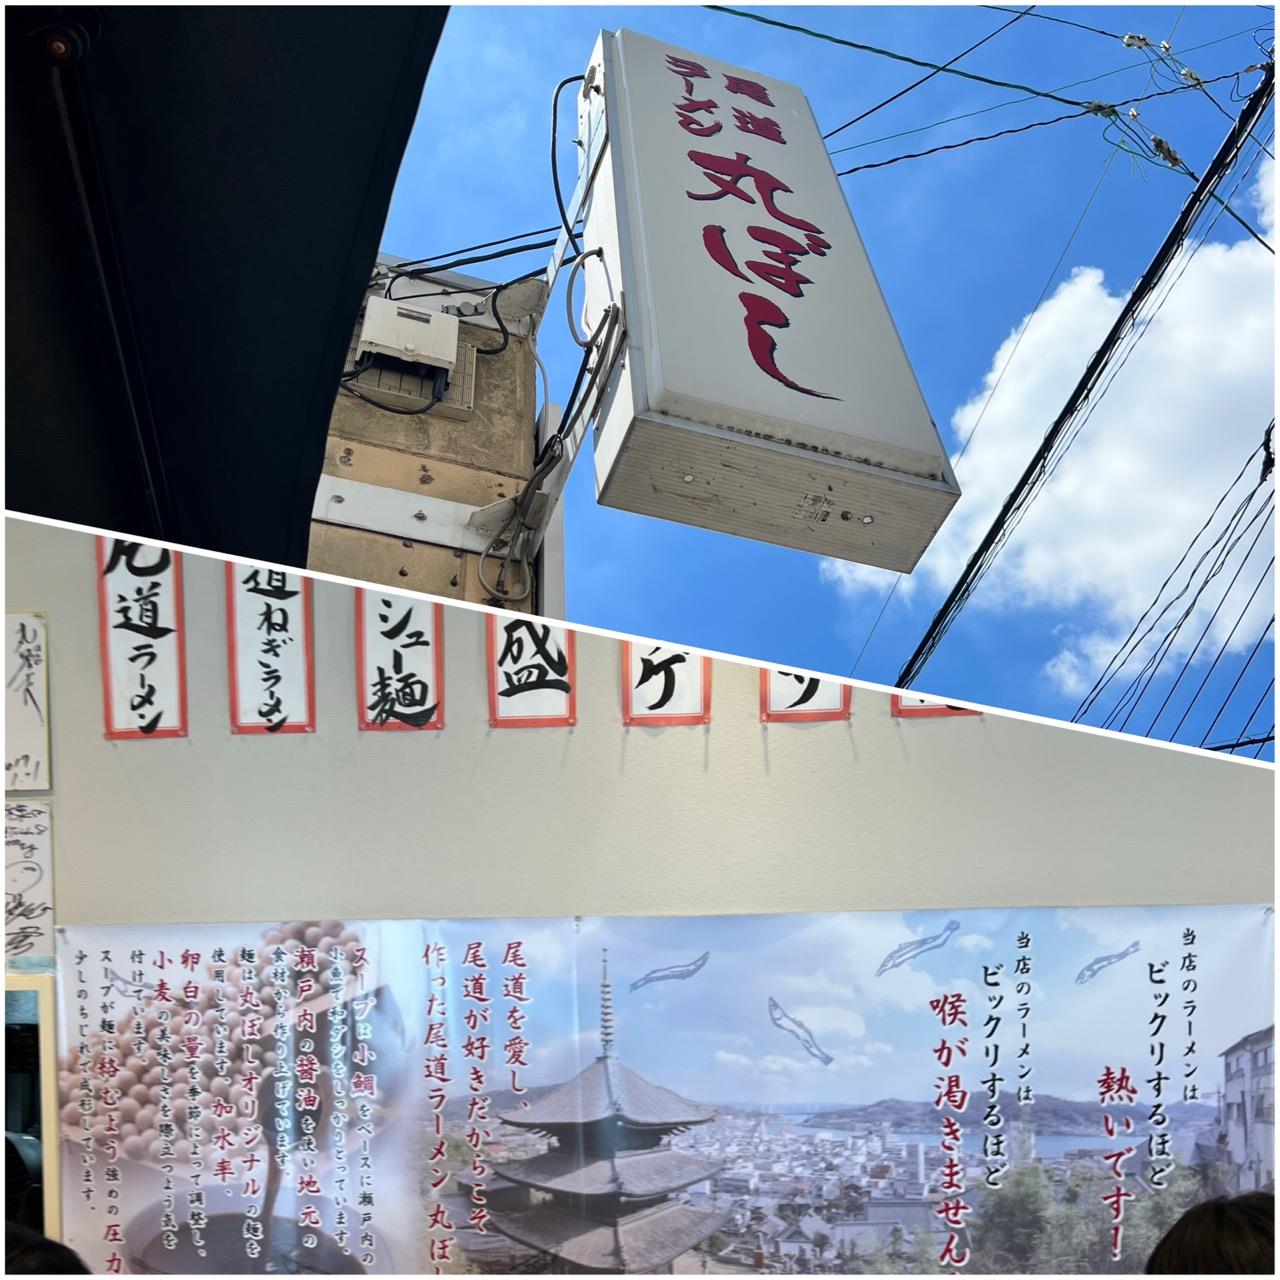 尾道
ラーメン
丸ぼし
尾道ラーメン
道ねぎラーメン
シュー麺
盛
ケ
ッ
当店のラーメンは
ビックリするほど
熱いです!
当店のラーメンは
ビックリするほど
喉が渇きません
尾道を愛し、
尾道が好きだからこそ
作った尾道ラーメン丸ぼし
スープは小鯛をベースに瀬戸内の
小魚で和ダシをしっかりとっています。
瀬戸内の醤油を使い地元の
食材から作り上げています。
麺は丸ぼしオリジナルの麺を
使用しています。加水率、
卵白の量を季節によって調整し、
小麦の美味しさを際立つよう気を
付けています。
スープが麺に絡むよう強めの圧力
少しのちぢれで成形しています。